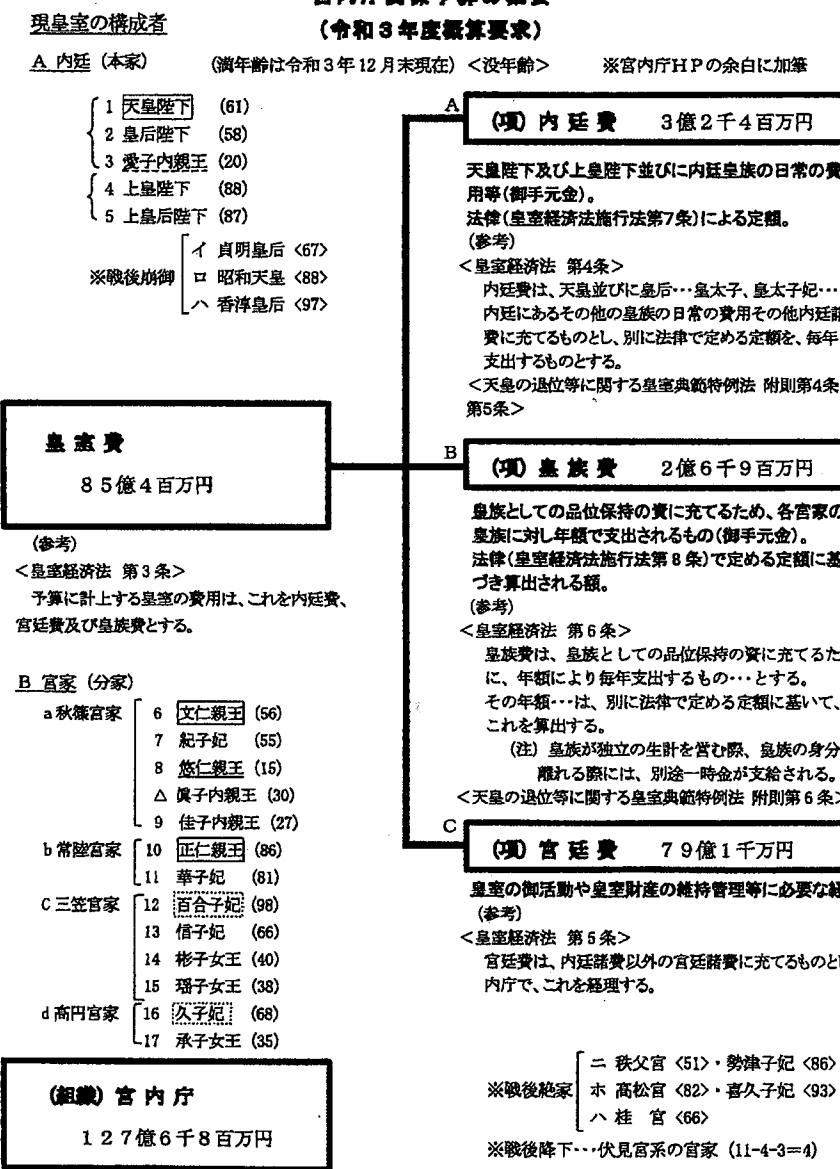 現皇室の構成者
(令和3年度概算要求)
A 内廷 (本家)
(満年齢は令和3年12月末現在) <没年齢> ※宮内庁HPの余白に加筆
1 天皇陛下 (61)
2 皇后陛下 (58)
3 愛子内親王 (20)
4 上皇陛下 (88)
5 上皇后陛下 (87)
※戦後崩御
イ 貞明皇后 <67>
ロ 昭和天皇 <88>
ハ 香淳皇后 <97>
A
(項) 内廷費 3億2千4百万円
天皇陛下及び上皇陛下並びに内廷皇族の日常の費
用等(御手元金)。
法律(皇室経済法施行法第7条)による定額。
(参考)
<皇室経済法 第4条>
内廷費は、天皇並びに皇后…皇太子、皇太子妃…
内廷にあるその他の皇族の日常の費用その他内廷諸
費に充てるものとし、別に法律で定める定額を、毎年
支出するものとする。
<天皇の退位等に関する皇室典範特例法 附則第4条
第5条>
皇室費
85億4百万円
(参考)
<皇室経済法 第3条>
予算に計上する皇室の費用は、これを内廷費、
宮廷費及び皇族費とする。
B
(項) 皇族費 2億6千9百万円
皇族としての品位保持の資に充てるため、各宮家の
皇族に対し年額で支出されるもの(御手元金)。
法律(皇室経済法施行法第8条)で定める定額に基
づき算出される額。
(参考)
<皇室経済法 第6条>
皇族費は、皇族としての品位保持の資に充てるた
に、年額により毎年支出するもの…とする。
その年額…は、別に法律で定める定額に基いて、
これを算出する。
(注) 皇族が独立の生計を営む際、皇族の身分
離れる際には、別途一時金が支給される。
<天皇の退位等に関する皇室典範特例法 附則第6条>
B 宮家 (分家)
a 秋篠宮家
6 文仁親王 (56)
7 紀子妃 (55)
8 悠仁親王 (15)
△ 眞子内親王 (30)
9 佳子内親王 (27)
b 常陸宮家
10 正仁親王 (86)
11 華子妃 (81)
C 三笠宮家
12 百合子妃 (98)
13 信子妃 (66)
14 彬子女王 (40)
15 瑶子女王 (38)
d 高円宮家
16 久子妃 (68)
17 承子女王 (35)
C
(項) 宮廷費 79億1千万円
皇室の御活動や皇室財産の維持管理等に必要な経
(参考)
<皇室経済法 第5条>
宮廷費は、内廷諸費以外の宮廷諸費に充てるものと
内庁で、これを経理する。
(組織) 宮内庁
127億6千8百万円
※戦後絶家
ニ 秩父宮 <51>・勢津子妃 <86>
ホ 高松宮 <82>・喜久子妃 <93>
ハ 桂 宮 <66>
※戦後降下…伏見宮系の宮家 (11-4-3=4)